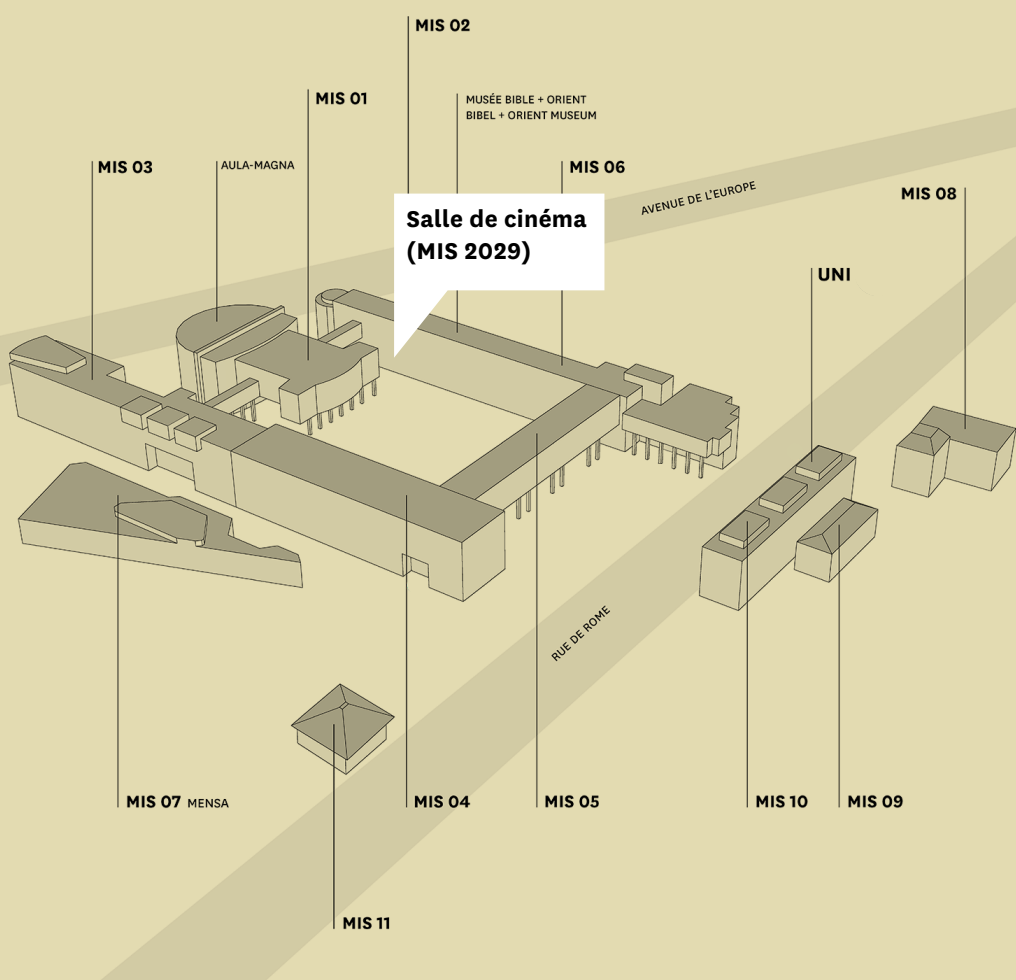 MIS 02
MIS 01
MUSÉE BIBLE + ORIENT
BIBEL + ORIENT MUSEUM
MIS 03
AULA-MAGNA
MIS 06
AVENUE DE L'EUROPE
MIS 08
Salle de cinéma
(MIS 2029)
UNI
RUE DE ROME
MIS 07 MENSA
MIS 04
MIS 05
MIS 10
MIS 09
MIS 11